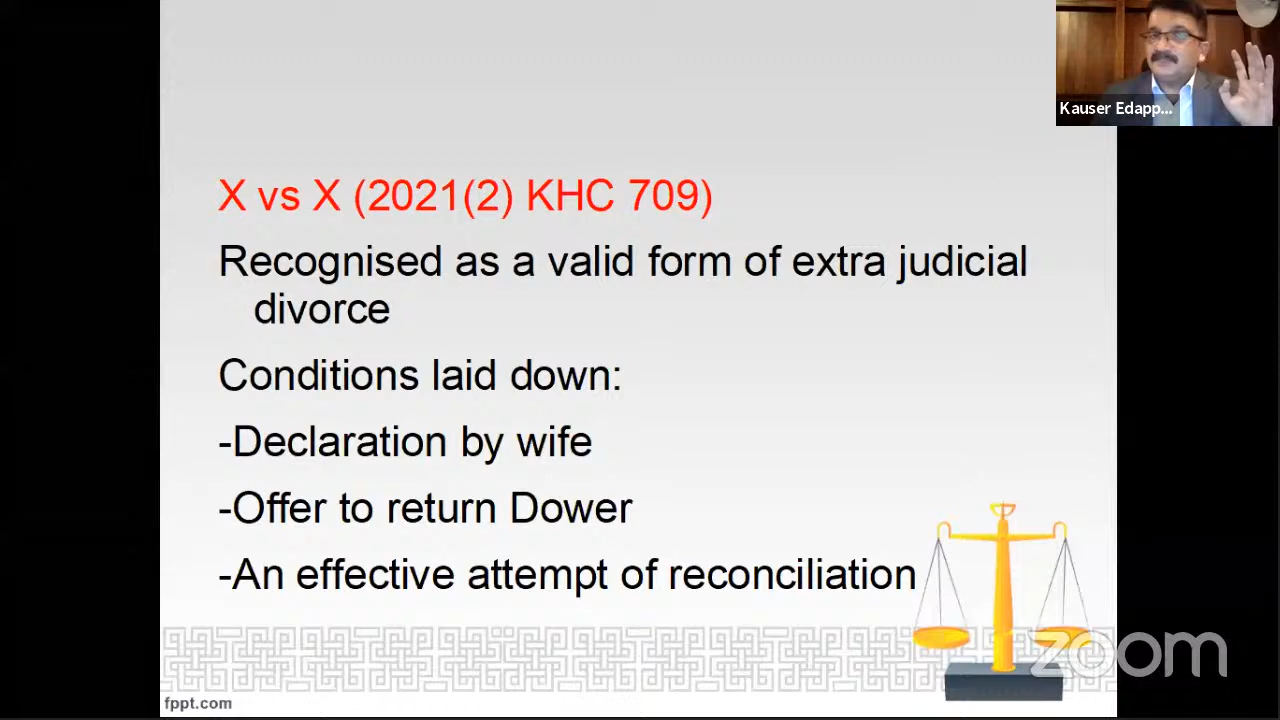 Kauser Edapp...
X vs X (2021(2) KHC 709)
Recognised as a valid form of extra judicial
divorce
Conditions laid down:
-Declaration by wife
-Offer to return Dower
-An effective attempt of reconciliation
zoom
fppt.com